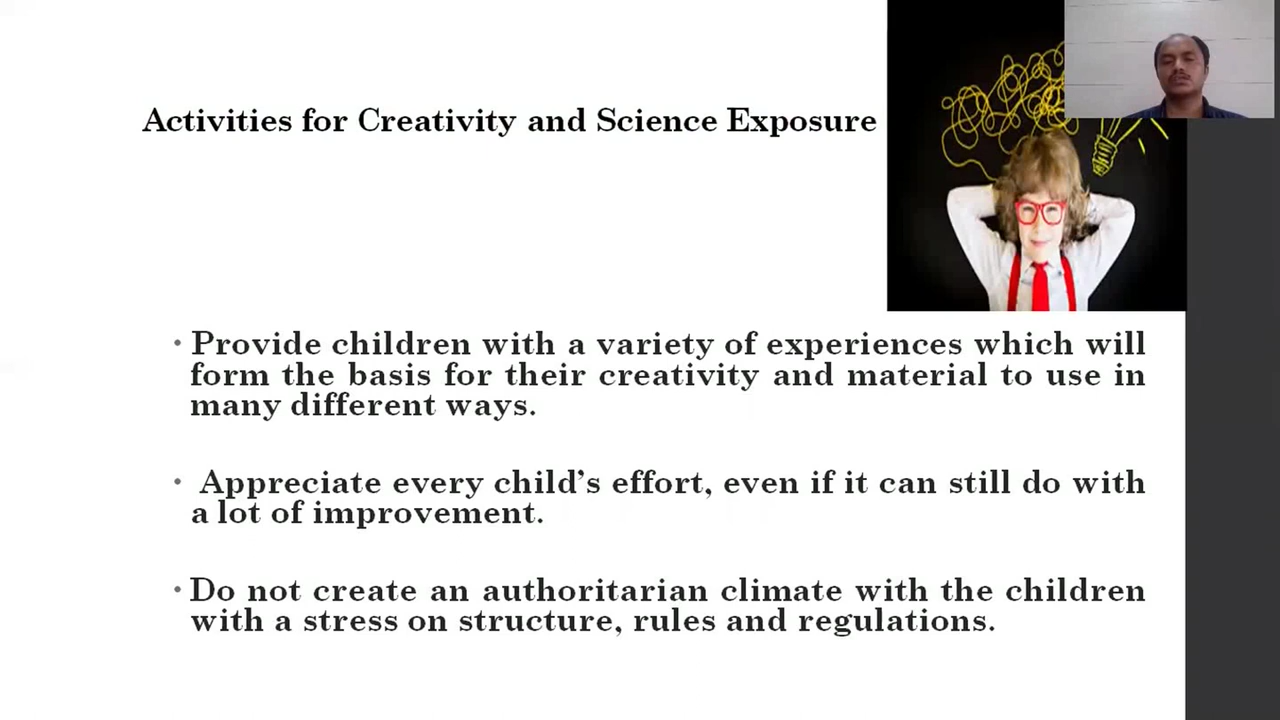 Activities for Creativity and Science Exposure
• Provide children with a variety of experiences which will
form the basis for their creativity and material to use in
many different ways.
• Appreciate every child’s effort, even if it can still do with
a lot of improvement.
• Do not create an authoritarian climate with the children
with a stress on structure, rules and regulations.